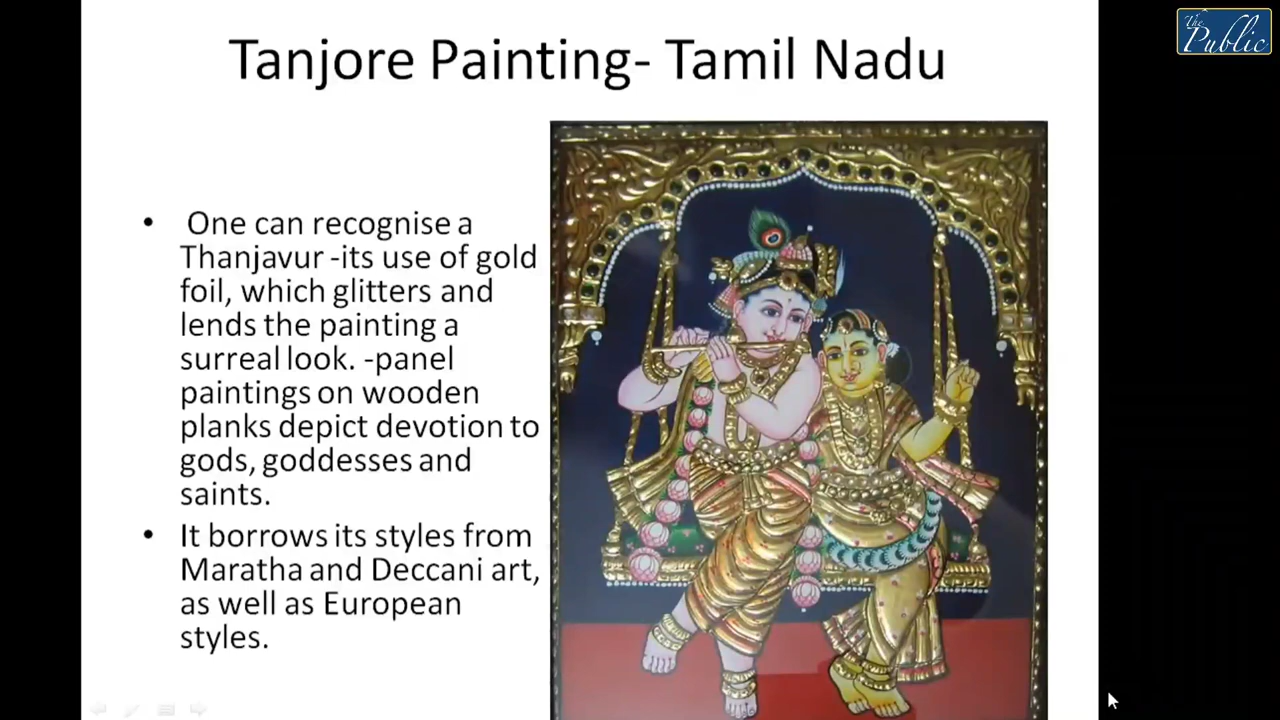 The
Public
Tanjore Painting- Tamil Nadu
• One can recognise a
Thanjavur -its use of gold
foil, which glitters and
lends the painting a
surreal look. -panel
paintings on wooden
planks depict devotion to
gods, goddesses and
saints.
• It borrows its styles from
Maratha and Deccani art,
as well as European
styles.